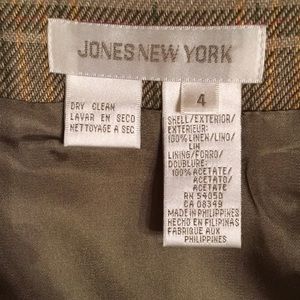 JONES NEW YORK
4
DRY CLEAN
LAVAR EN SECO
NETTOYAGE A SEC
SHELL/EXTERIOR/
EXTERIEUR:
100% LINEN/LINO/
LIN
LINING/FORRO/
DOUBLURE:
100% ACETATE/
ACETATO/
ACETATE
RN 54050
CA 08349
MADE IN PHILIPPINES
HECHO EN FILIPINAS
FABRIQUE AUX
PHILIPPINES